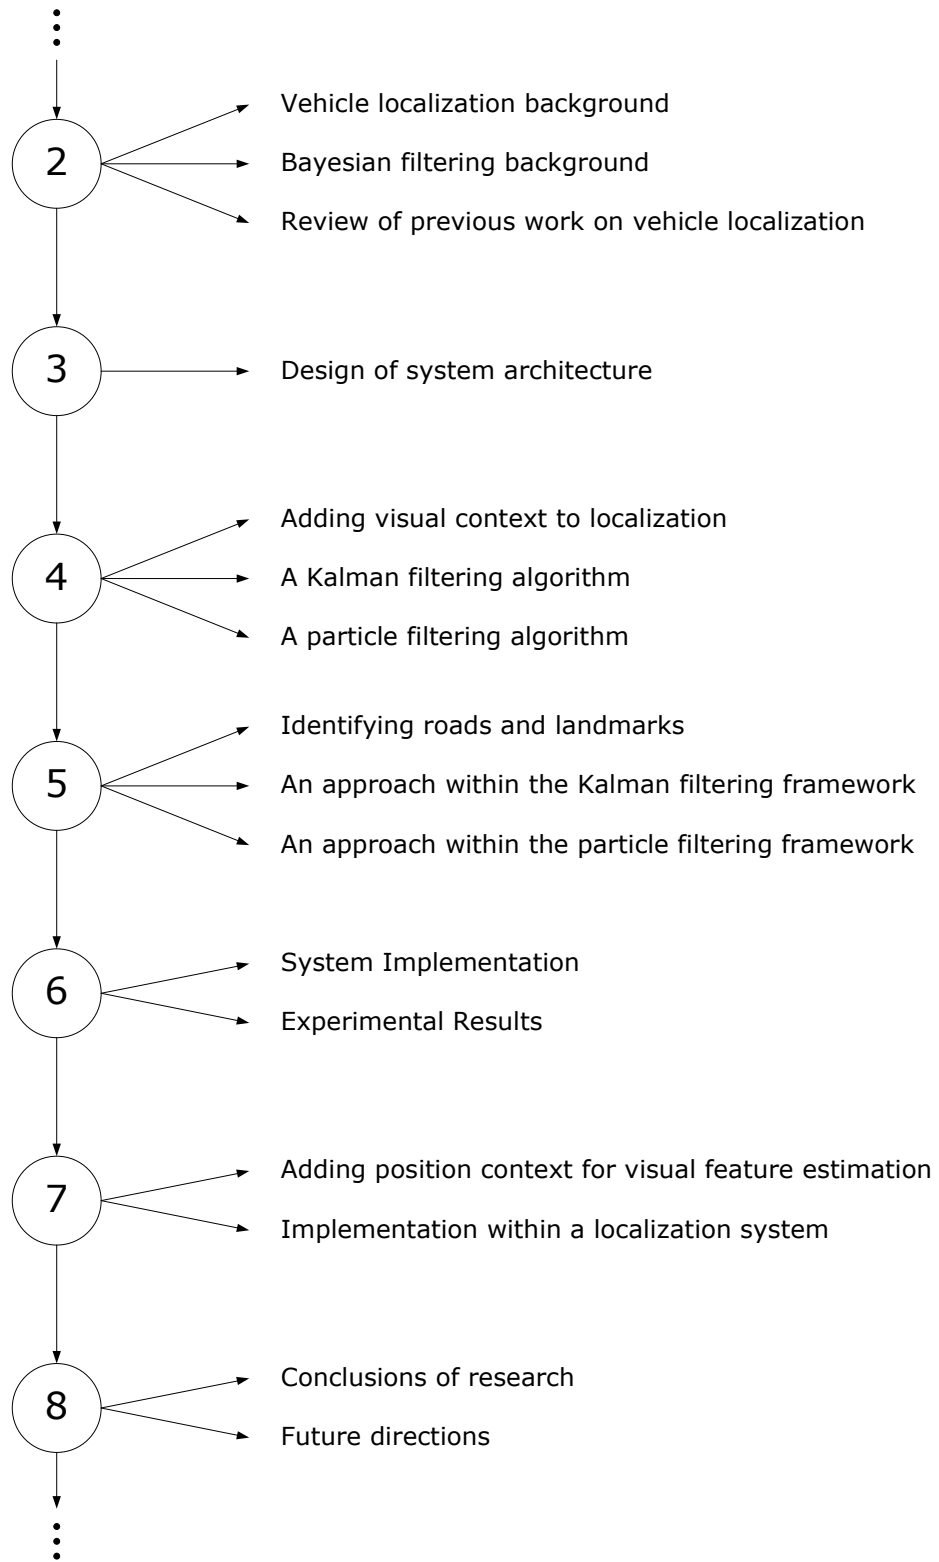 2
Vehicle localization background
Bayesian filtering background
Review of previous work on vehicle localization
3
Design of system architecture
4
Adding visual context to localization
A Kalman filtering algorithm
A particle filtering algorithm
5
Identifying roads and landmarks
An approach within the Kalman filtering framework
An approach within the particle filtering framework
6
System Implementation
Experimental Results
7
Adding position context for visual feature estimation
Implementation within a localization system
8
Conclusions of research
Future directions